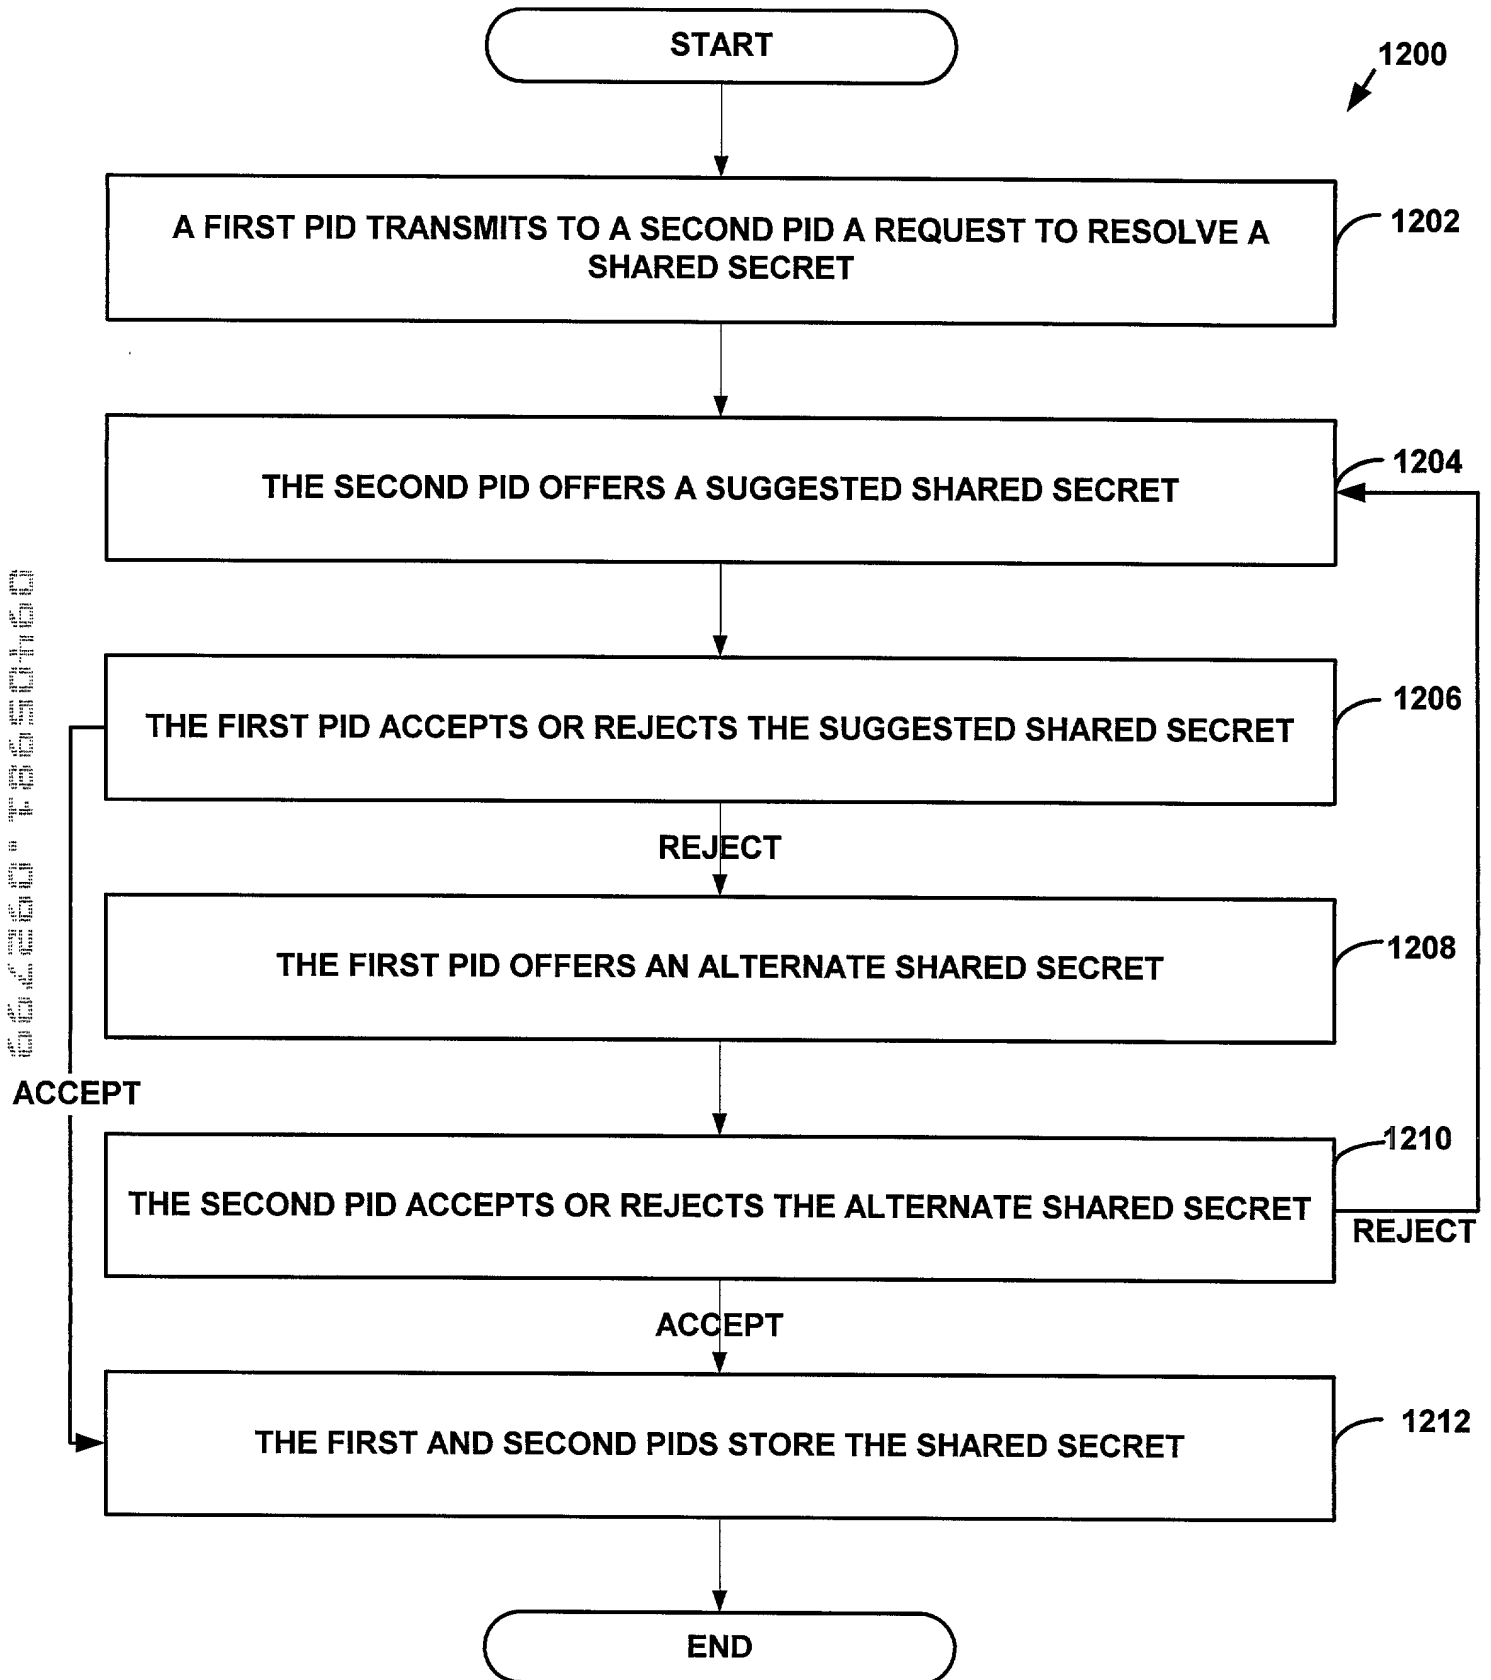 START
1200
A FIRST PID TRANSMITS TO A SECOND PID A REQUEST TO RESOLVE A
SHARED SECRET
1202
THE SECOND PID OFFERS A SUGGESTED SHARED SECRET
1204
THE FIRST PID ACCEPTS OR REJECTS THE SUGGESTED SHARED SECRET
1206
REJECT
THE FIRST PID OFFERS AN ALTERNATE SHARED SECRET
1208
ACCEPT
THE SECOND PID ACCEPTS OR REJECTS THE ALTERNATE SHARED SECRET
1210
REJECT
ACCEPT
THE FIRST AND SECOND PIDS STORE THE SHARED SECRET
1212
END